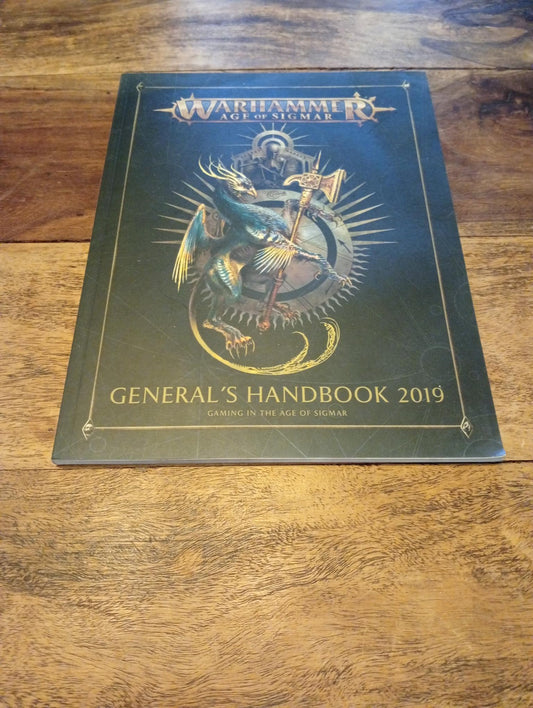 WARHAMMER
AGE OF SIGMAR
GENERAL'S HANDBOOK 2019
GAMING IN THE AGE OF SIGMAR